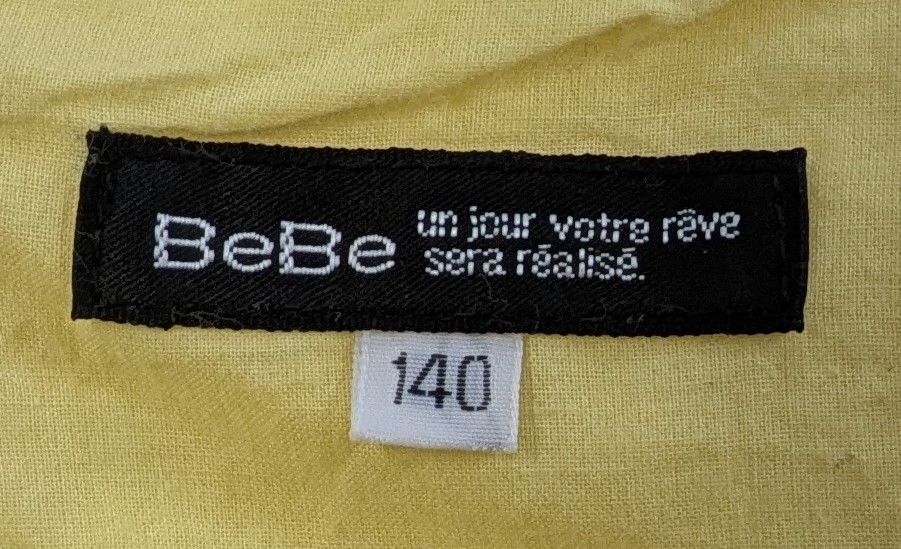 BeBe
un jour votre rêve
sera réalisé.
140